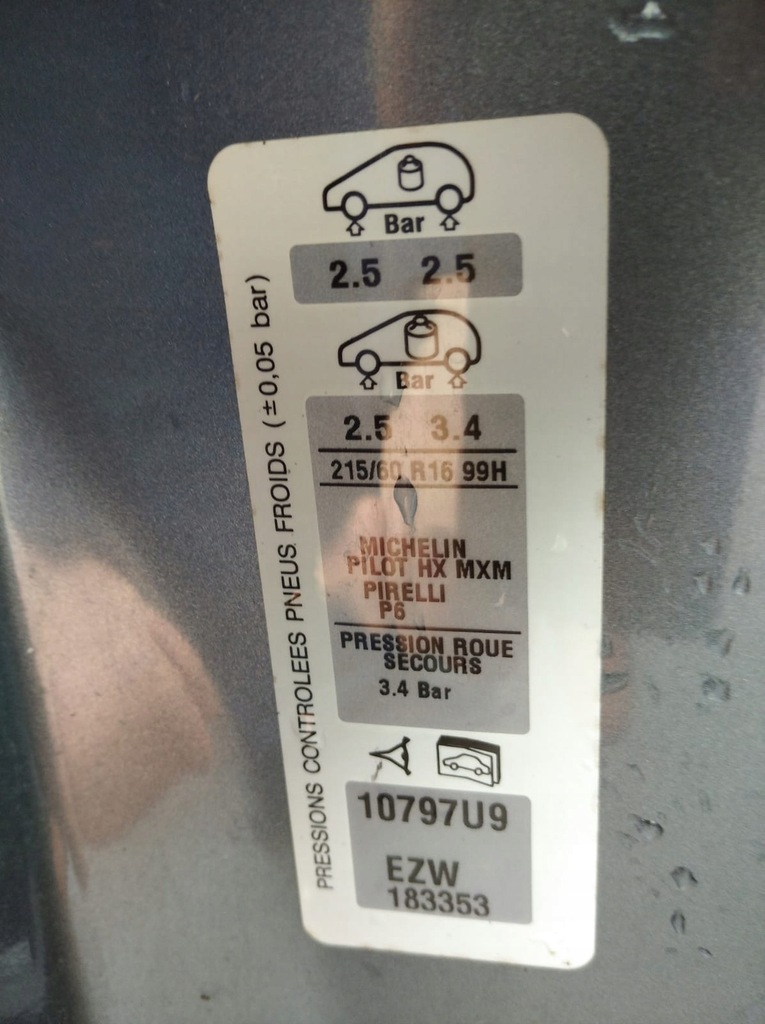 PRESSIONS CONTROLEES PNEUS FROIDS (±0,05 bar)
Bar
2.5 2.5
Bar
2.5 3.4
215/60 R16 99H
MICHELIN
PILOT HX MXM
PIRELLI
P6
PRESSION ROUE
SECOURS
3.4 Bar
10797U9
EZW
183353